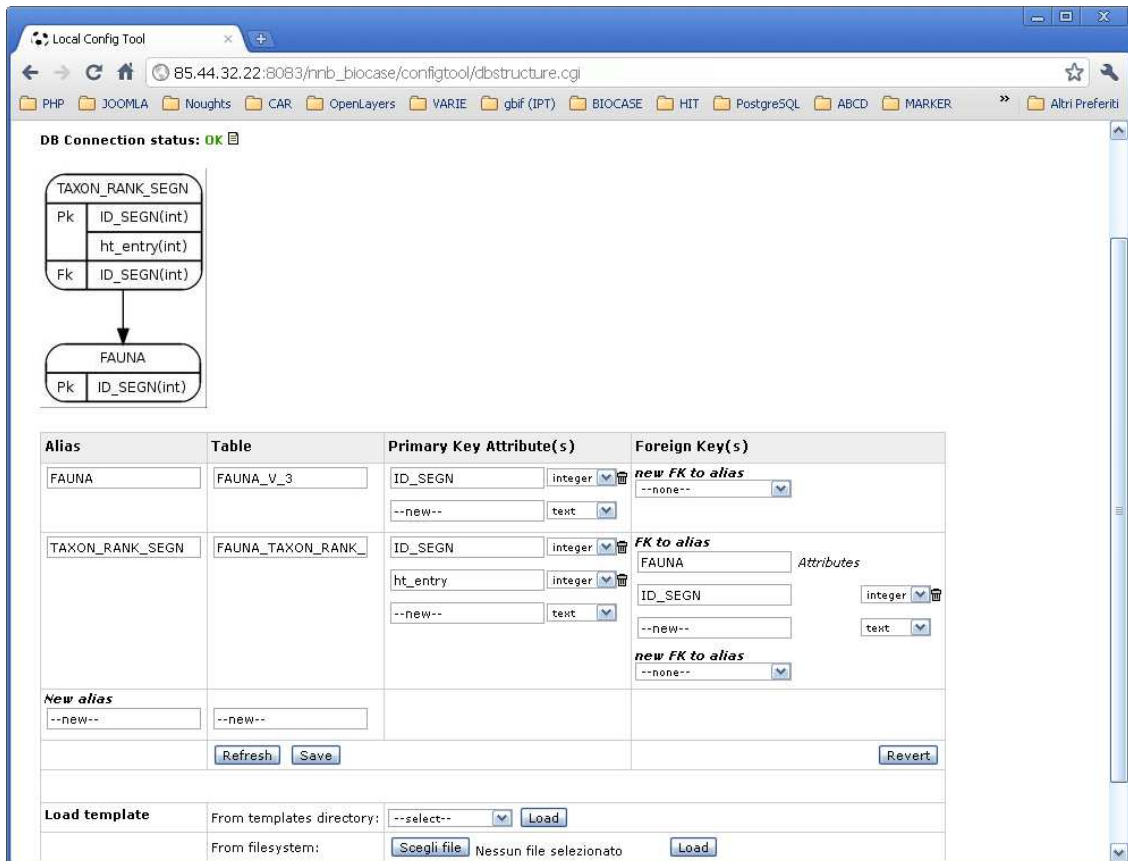 Local Config Tool
85.44.32.22:8083/nnb_biocase/configtool/dbstructure.cgi
PHP JOOMLA Noughts CAR OpenLayers VARIE gbif (IPT) BIOCASE HIT PostgreSQL ABCD MARKER » Altri Preferiti
DB Connection status: OK
TAXON_RANK_SEGN
Pk ID_SEGN(int)
ht_entry(int)
Fk ID_SEGN(int)
FAUNA
Pk ID_SEGN(int)
Alias Table Primary Key Attribute(s) Foreign Key(s)
FAUNA FAUNA_V_3 ID_SEGN integer new FK to alias
--none--
--new-- text
TAXON_RANK_SEGN FAUNA_TAXON_RANK_ ID_SEGN integer FK to alias
FAUNA Attributes
ht_entry integer
ID_SEGN integer
--new-- text
--new-- text
new FK to alias
--none--
New alias
--new-- --new--
Refresh Save Revert
Load template From templates directory: --select-- Load
From filesystem: Scegli file Nessun file selezionato Load